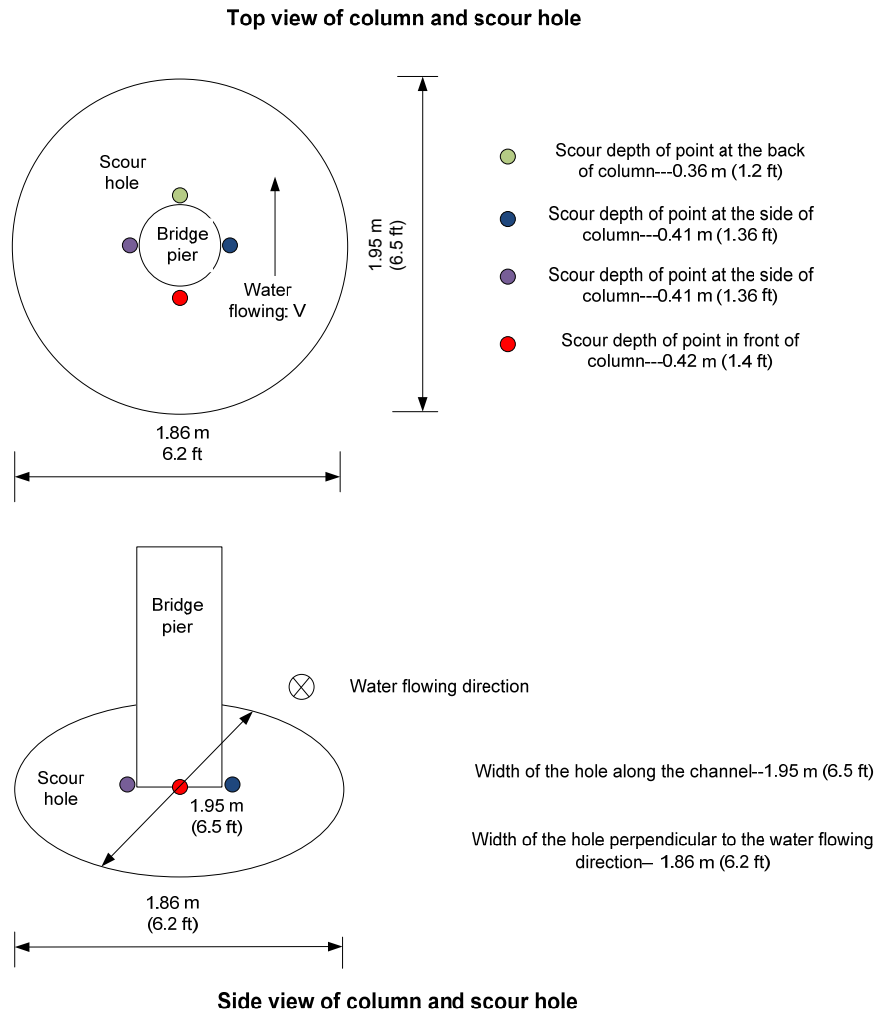 Top view of column and scour hole
Scour
hole
Bridge
pier
Water
flowing: V
1.95 m
(6.5 ft)
1.86 m
6.2 ft
Scour depth of point at the back
of column---0.36 m (1.2 ft)
Scour depth of point at the side of
column---0.41 m (1.36 ft)
Scour depth of point at the side of
column---0.41 m (1.36 ft)
Scour depth of point in front of
column---0.42 m (1.4 ft)
Bridge
pier
Water flowing direction
Scour
hole
1.95 m
(6.5 ft)
Width of the hole along the channel--1.95 m (6.5 ft)
Width of the hole perpendicular to the water flowing
direction-- 1.86 m (6.2 ft)
1.86 m
(6.2 ft)
Side view of column and scour hole